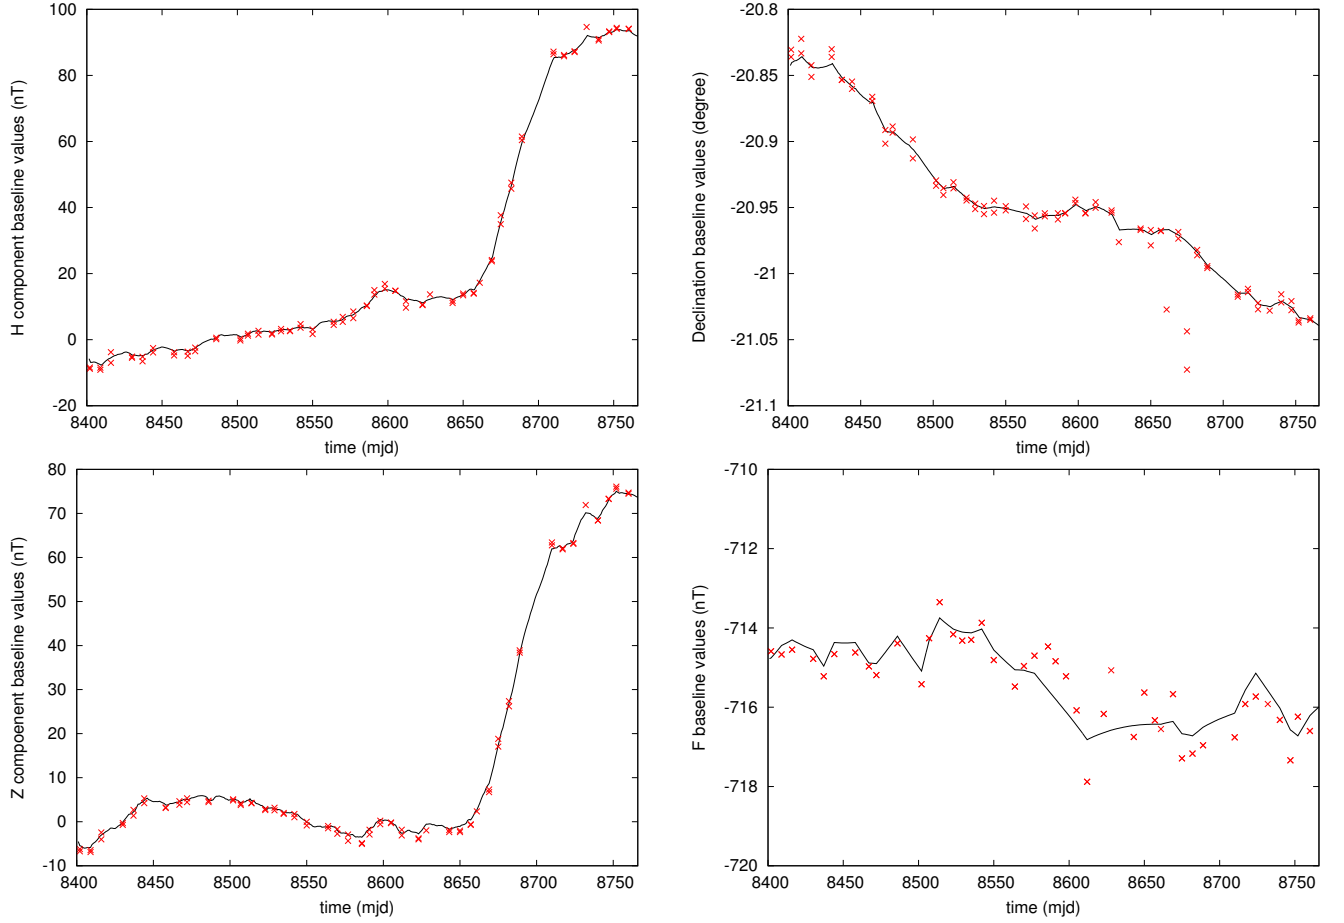 H component baseline values (nT)
100
80
60
40
20
0
-20
8400 8450 8500 8550 8600 8650 8700 8750
time (mjd)
Declination baseline values (degree)
-20.8
-20.85
-20.9
-20.95
-21
-21.05
-21.1
8400 8450 8500 8550 8600 8650 8700 8750
time (mjd)
Z component baseline values (nT)
80
70
60
50
40
30
20
10
0
-10
8400 8450 8500 8550 8600 8650 8700 8750
time (mjd)
F baseline values (nT)
-710
-712
-714
-716
-718
-720
8400 8450 8500 8550 8600 8650 8700 8750
time (mjd)